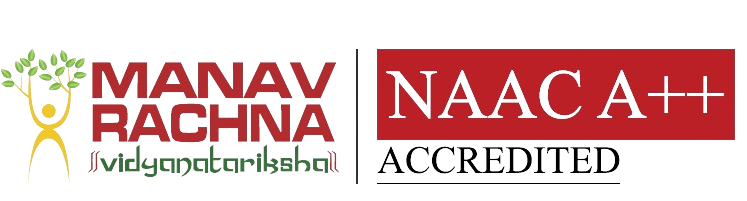 MANAV
RACHNA
||vidyanatariksha||
NAAC A++
ACCREDITED